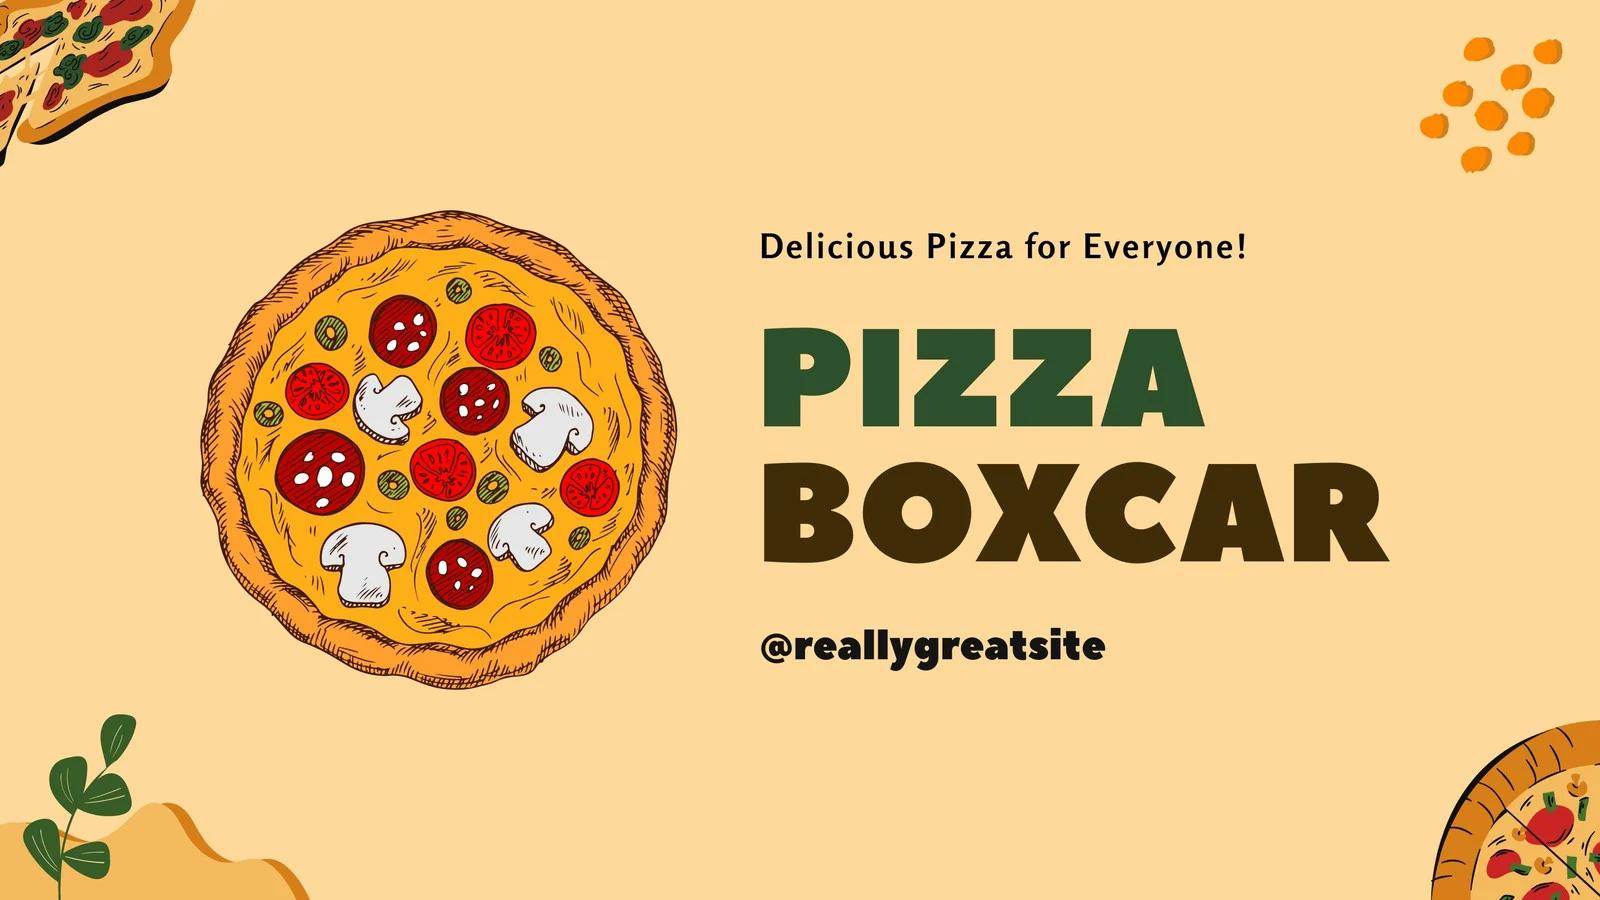 Delicious Pizza for Everyone!
PIZZA
BOXCAR
@reallygreatsite